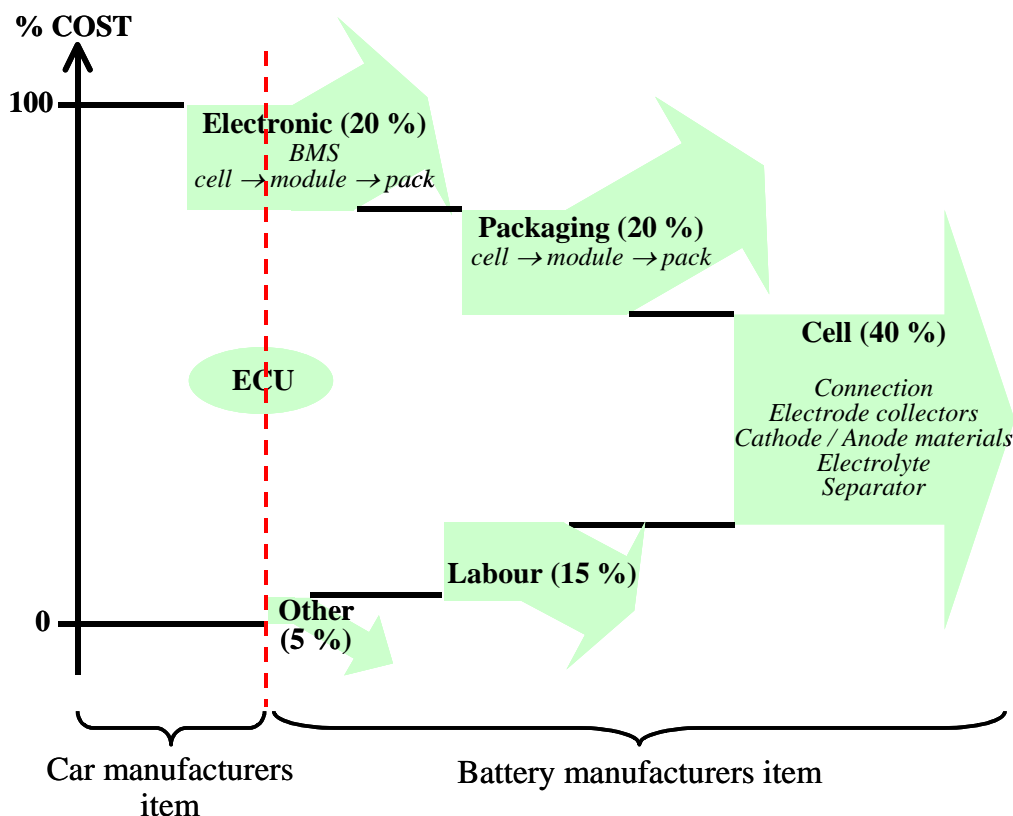 % COST
100
Electronic (20 %)
BMS
cell → module → pack
Packaging (20 %)
cell → module → pack
Cell (40 %)
Connection
Electrode collectors
Cathode / Anode materials
Electrolyte
Separator
ECU
Labour (15 %)
Other
(5 %)
0
Car manufacturers
item
Battery manufacturers item